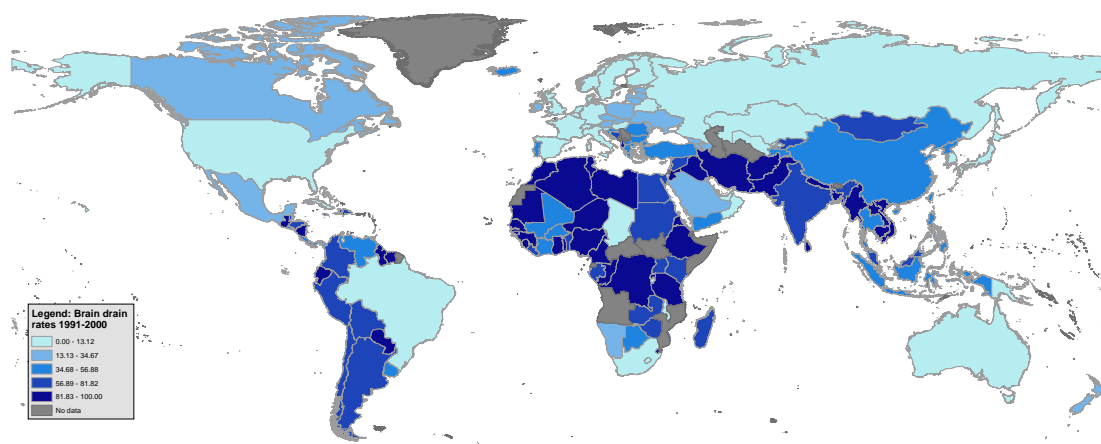 Legend: Brain drain
rates 1991-2000
0.00 - 13.12
13.13 - 34.67
34.68 - 56.88
56.89 - 81.82
81.83 - 100.00
No data